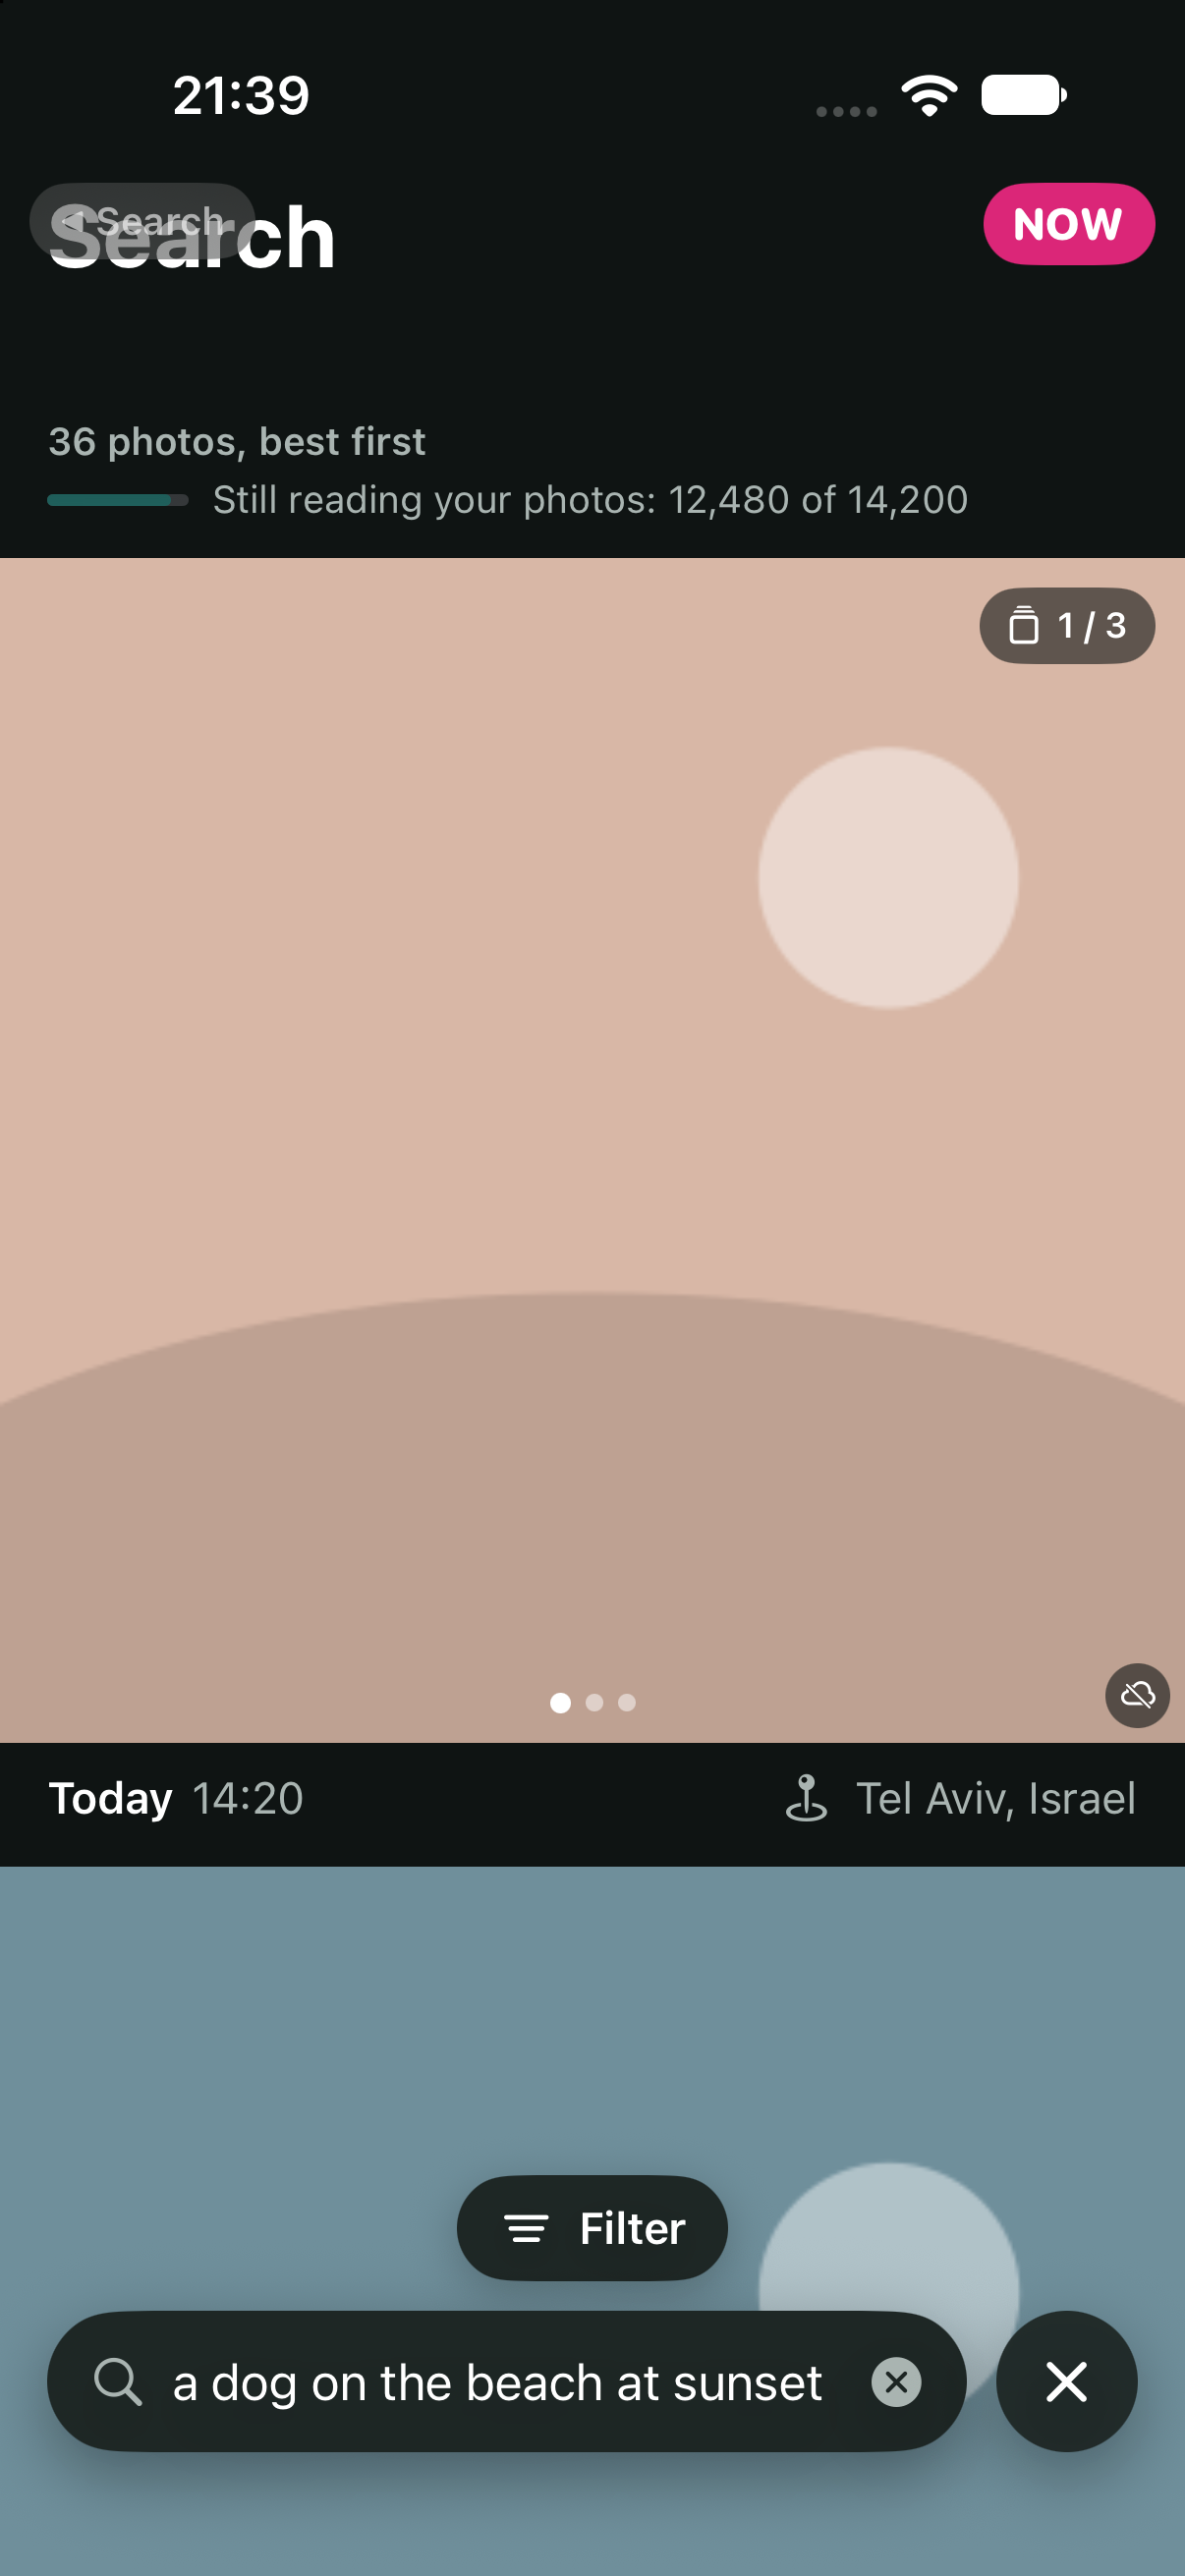 21:39
Search
Search
NOW
36 photos, best first
Still reading your photos: 12,480 of 14,200
1 / 3
Today 14:20
Tel Aviv, Israel
Filter
a dog on the beach at sunset